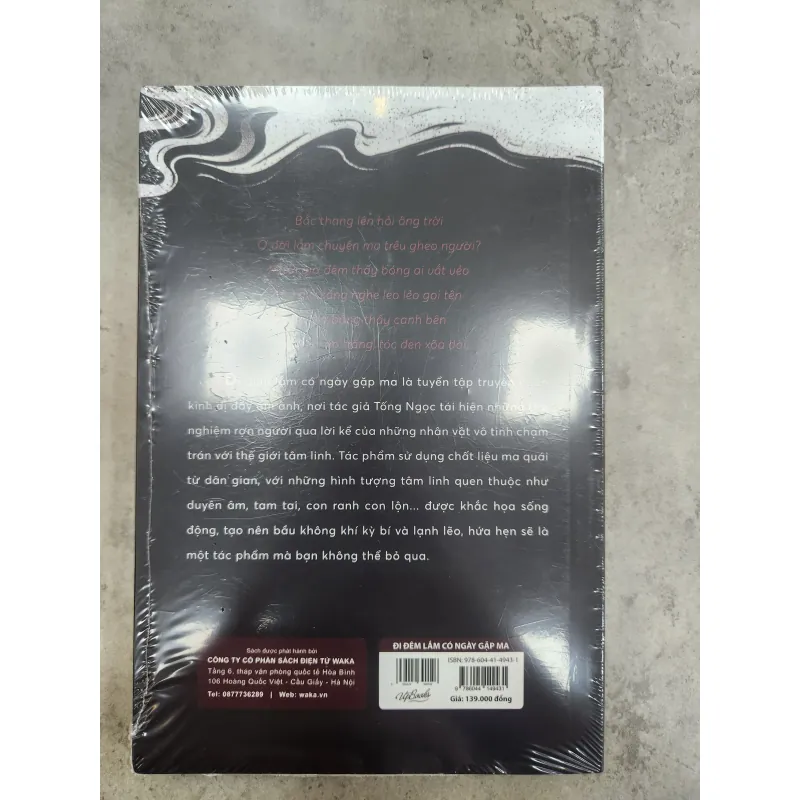 Bắc thang lên hỏi ông trời
Ở đời lắm chuyện ma trêu ghẹo người?
đêm thấy bóng ai vắt vẻo
nghe leo lẻo gọi tên
thấy cạnh bên
tóc đen xõa
có ngày gặp ma là tuyển tập truyện
kinh dị đầy ám ảnh, nơi tác giả Tống Ngọc tái hiện những
nghiệm rợn người qua lời kể của những nhân vật vô tình chạm
trán với thế giới tâm linh. Tác phẩm sử dụng chất liệu ma quái
từ dân gian, với những hình tượng tâm linh quen thuộc như
duyên âm, tam tai, con ranh con lộn... được khắc họa sống
động, tạo nên bầu không khí kỳ bí và lạnh lẽo, hứa hẹn sẽ là
một tác phẩm mà bạn không thể bỏ qua.
Sách được phát hành bởi
CÔNG TY CỔ PHẦN SÁCH ĐIỆN TỬ WAKA
Tầng 6, tháp văn phòng quốc tế Hòa Bình
106 Hoàng Quốc Việt - Cầu Giấy - Hà Nội
Tel: 0877736289 | Web: waka.vn
ĐI ĐÊM LẮM CÓ NGÀY GẶP MA
ISBN: 978-604-41-4943-1
UpBooks
9 786044 149431
Giá: 139.000 đồng